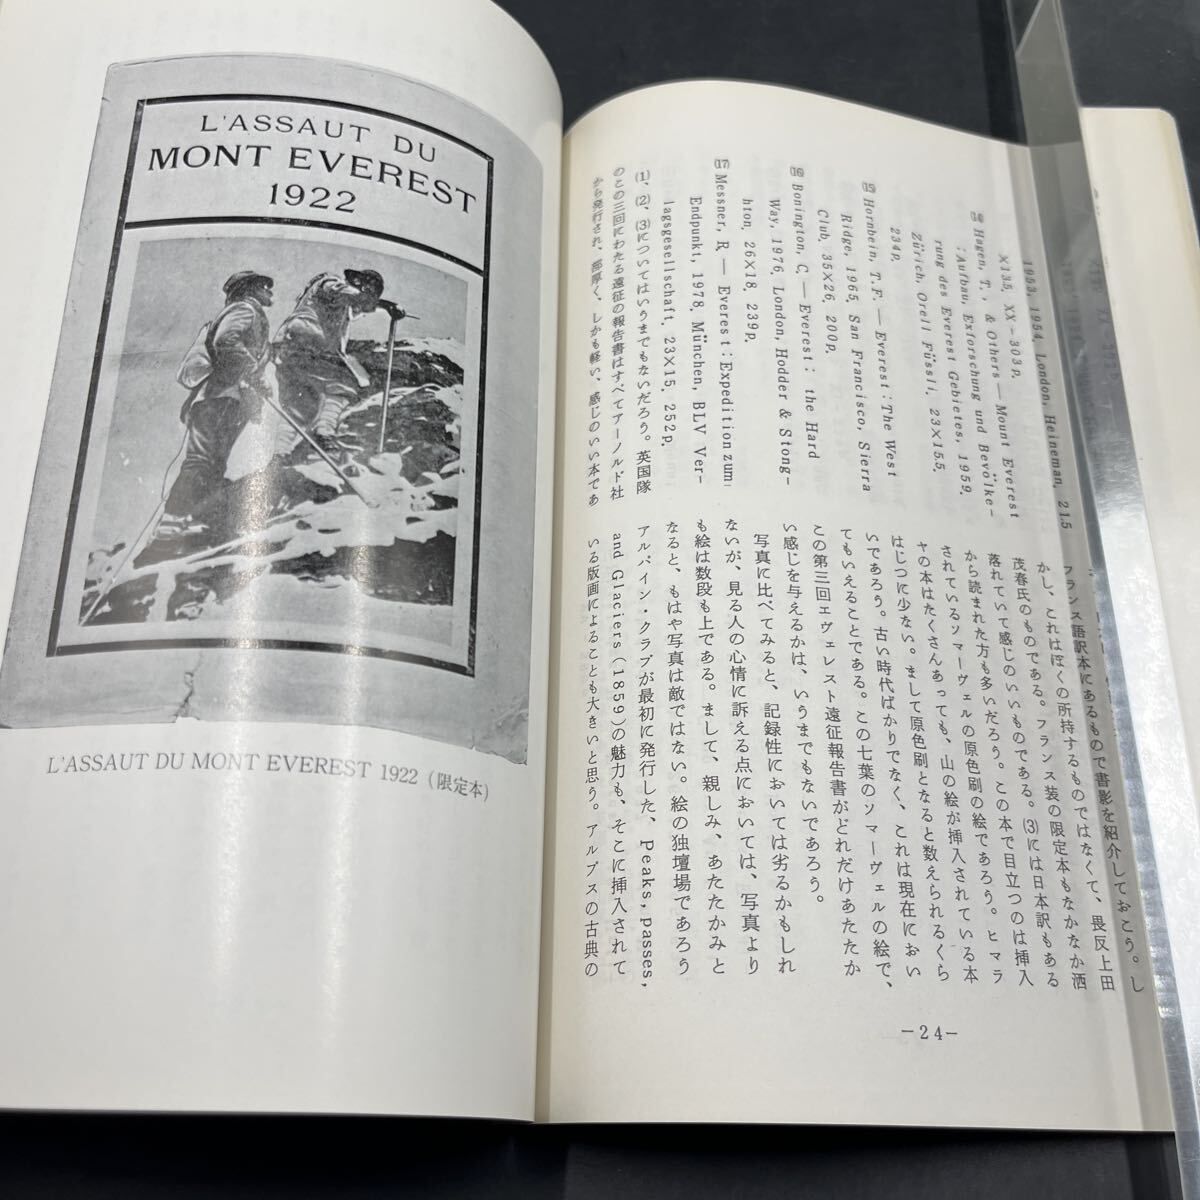 L'ASSAUT DU
MONT EVEREST
1922
L'ASSAUT DU MONT EVEREST 1922（限定本）
1953, 1954, London, Heineman, 21.5
×13.5, XX-303p.
⒁ Hagen, T., & Others — Mount Everest
:Aufbau, Exforschung und Bevölke-
rung des Everest Gebietes, 1959,
Zürich, Orell Füssli, 23×15.5,
234p.
⒂ Hornbein, T.F. — Everest:The West
Ridge, 1965, San Francisco, Sierra
Club, 35×26, 200p.
⒃ Bonington, C. — Everest: the Hard
Way, 1976, London, Hodder & Stong-
hton, 26×18, 239p.
⒄ Messner, R — Everest:Expedition zum
Endpunkt, 1978, München, BLV Ver-
lagsgesellschaft, 23×15, 252p.
⑴、⑵、⑶についてはいうまでもないだろう。英国隊
のこの三回にわたる遠征の報告書はすべてアーノルド社
から発行され、部厚く、しかも軽い、感じのいい本であ
フランス語訳本にあるもので書影を紹介しておこう。し
かし、これはぼくの所持するものではなくて、畏友上田
茂春氏のものである。フランス装の限定本もなかなか洒
落れていて感じのいいものである。⑶には日本訳もある
から読まれた方も多いだろう。この本で目立つのは挿入
されているソマーヴェルの原色刷の絵であろう。ヒマラ
ヤの本はたくさんあっても、山の絵が挿入されている本
はじつに少ない。まして原色刷となると数えられるくら
いであろう。古い時代ばかりでなく、これは現在におい
てもいえることである。この七葉のソマーヴェルの絵で、
この第三回エヴェレスト遠征報告書がどれだけあたたか
い感じを与えるかは、いうまでもないであろう。
写真に比べてみると、記録性においては劣るかもしれ
ないが、見る人の心情に訴える点においては、写真より
も絵は数段も上である。まして、親しみ、あたたかみと
なると、もはや写真は敵ではない。絵の独壇場であろう
アルパイン・クラブが最初に発行した、Peaks, passes,
and Glaciers（1859）の魅力も、そこに挿入されて
いる版画によることも大きいと思う。アルプスの古典の
－24－